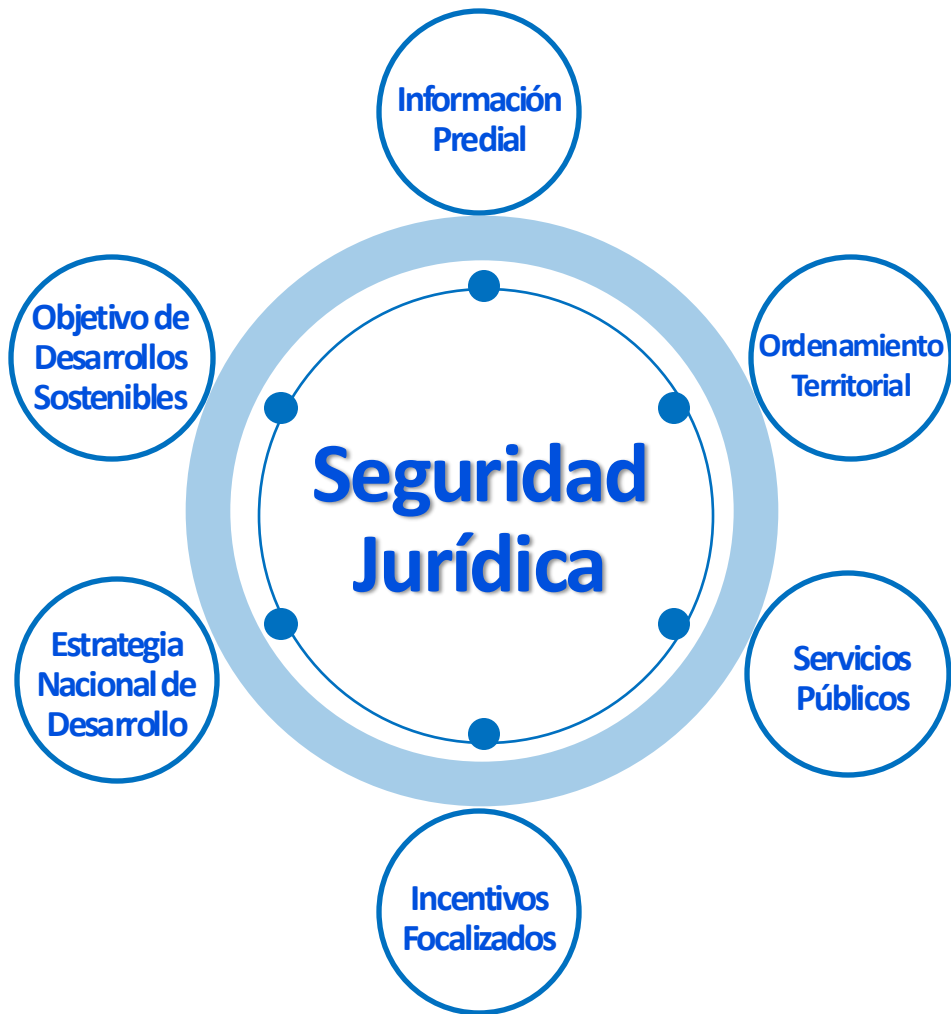 Información
Predial
Objetivo de
Desarrollos
Sostenibles
Ordenamiento
Territorial
Seguridad
Jurídica
Estrategia
Nacional de
Desarrollo
Servicios
Públicos
Incentivos
Focalizados